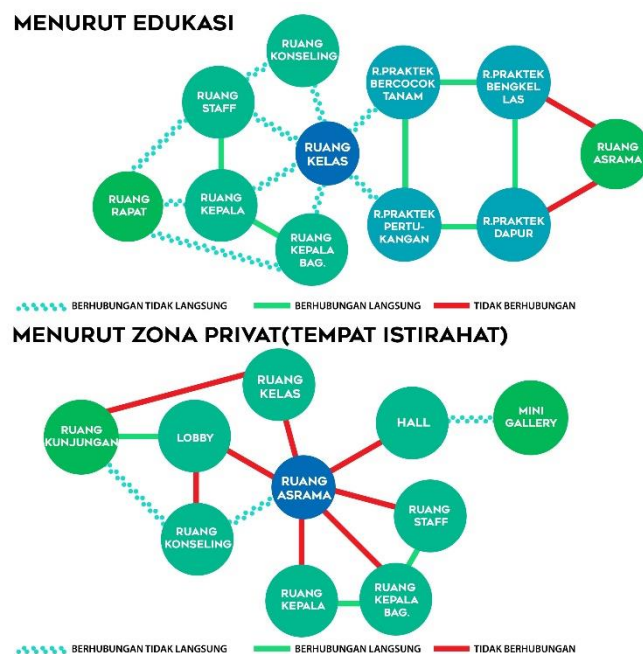 MENURUT EDUKASI
RUANG
KONSELING
RUANG
STAFF
R.PRAKTEK
BERCOCOK
TANAM
R.PRAKTEK
BENGKEL
LAS
RUANG
KELAS
RUANG
ASRAMA
RUANG
RAPAT
RUANG
KEPALA
RUANG
KEPALA
BAG.
R.PRAKTEK
PERTU-
KANGAN
R.PRAKTEK
DAPUR
BERHUBUNGAN TIDAK LANGSUNG
BERHUBUNGAN LANGSUNG
TIDAK BERHUBUNGAN
MENURUT ZONA PRIVAT(TEMPAT ISTIRAHAT)
RUANG
KELAS
RUANG
KUNJUNGAN
LOBBY
HALL
MINI
GALLERY
RUANG
ASRAMA
RUANG
STAFF
RUANG
KONSELING
RUANG
KEPALA
RUANG
KEPALA
BAG.
BERHUBUNGAN TIDAK LANGSUNG
BERHUBUNGAN LANGSUNG
TIDAK BERHUBUNGAN